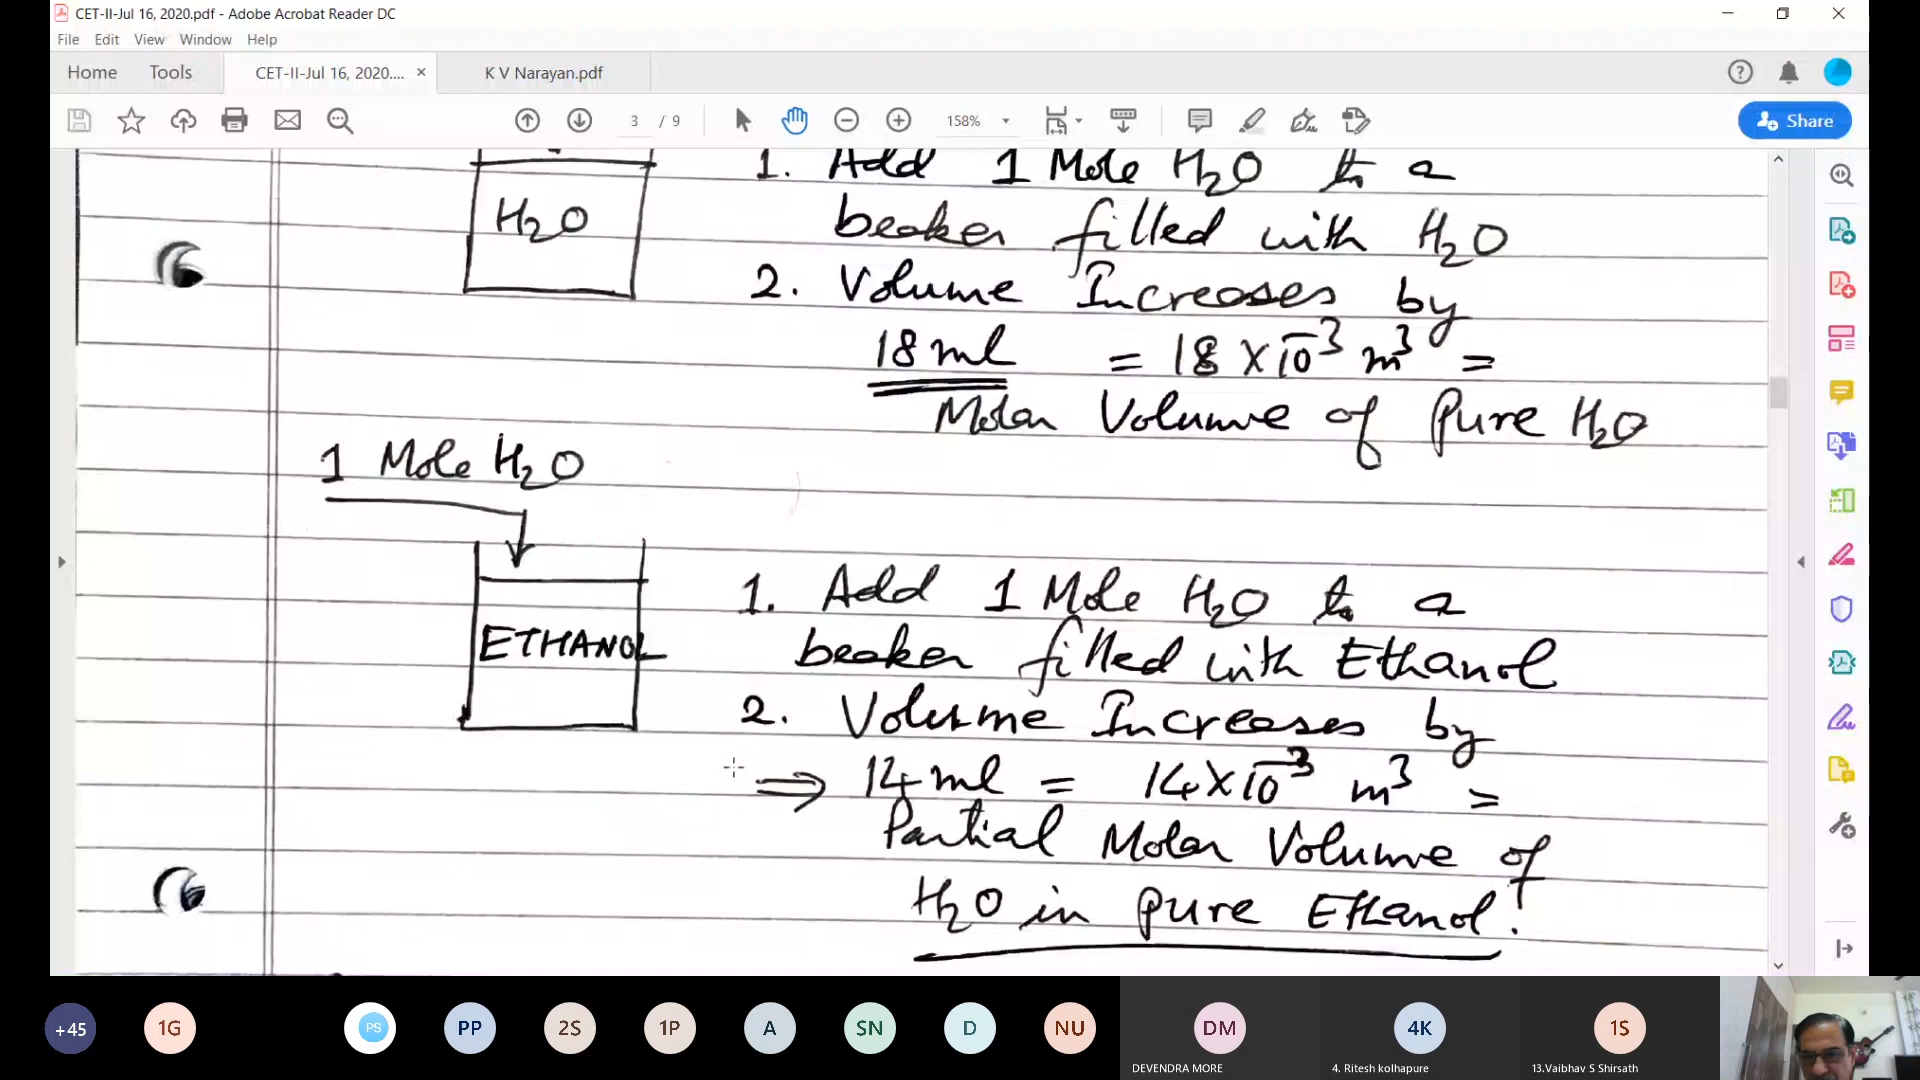 CET-II-Jul 16, 2020.pdf - Adobe Acrobat Reader DC
File Edit View Window Help
Home Tools CET-II-Jul 16, 2020.... × K V Narayan.pdf
3 / 9 158% Share
H₂O
1. Add 1 Mole H₂O to a
beaker filled with H₂O
2. Volume Increases by
18 ml = 18 × 10⁻³ m³ =
Molar Volume of pure H₂O
1 Mole H₂O
ETHANOL
1. Add 1 Mole H₂O to a
beaker filled with Ethanol
2. Volume Increases by
⇒ 14 ml = 14 × 10⁻³ m³ =
Partial Molar Volume of
H₂O in pure Ethanol!
+45 1G PS PP 2S 1P A SN D NU DM 4K 1S
DEVENDRA MORE 4. Ritesh kolhapure 13.Vaibhav S Shirsath